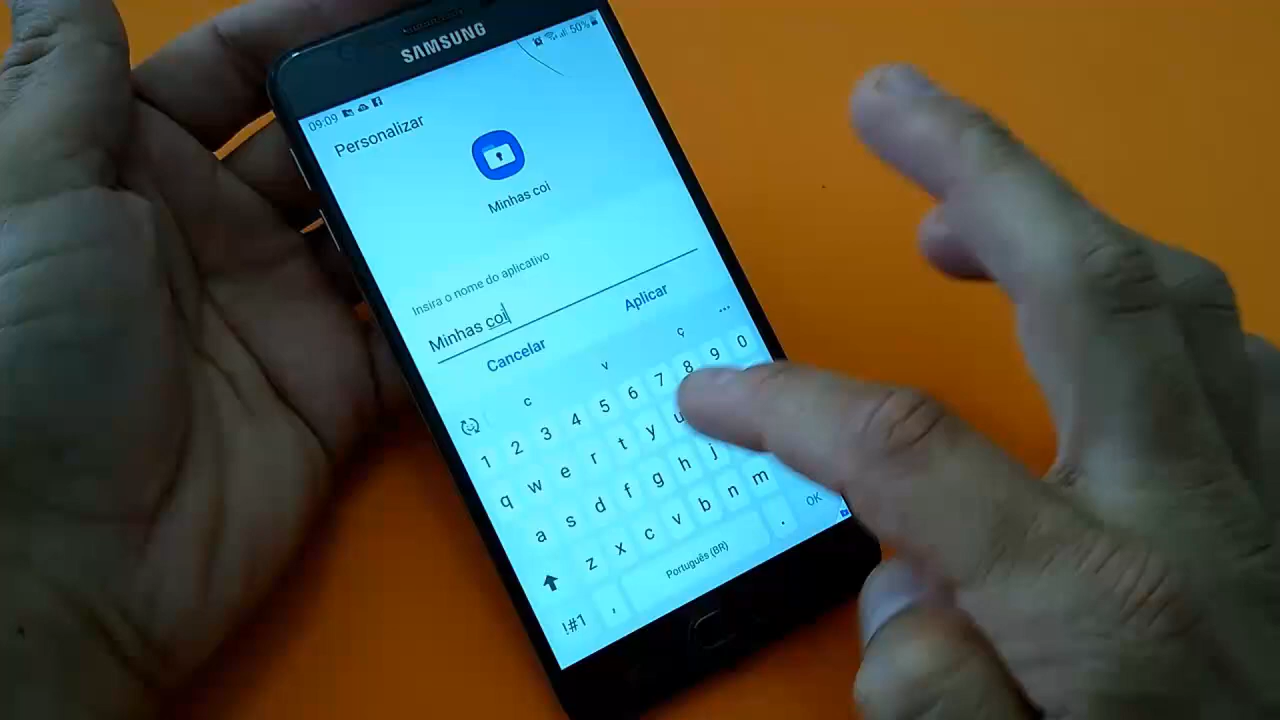 SAMSUNG
09:09
50%
Personalizar
Minhas coi
Insira o nome do aplicativo
Minhas coi
Cancelar
Aplicar
c v ç ...
1 2 3 4 5 6 7 8 9 0
q w e r t y u
a s d f g h j
z x c v b n m
!#1 , Português (BR) . OK